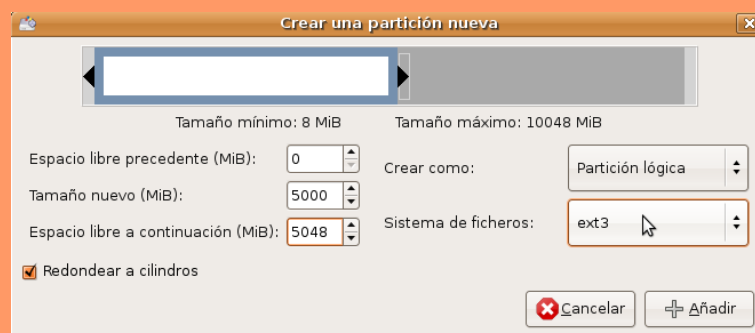 Crear una partición nueva
Tamaño mínimo: 8 MiB Tamaño máximo: 10048 MiB
Espacio libre precedente (MiB): 0
Crear como: Partición lógica
Tamaño nuevo (MiB): 5000
Sistema de ficheros: ext3
Espacio libre a continuación (MiB): 5048
Redondear a cilindros
Cancelar Añadir